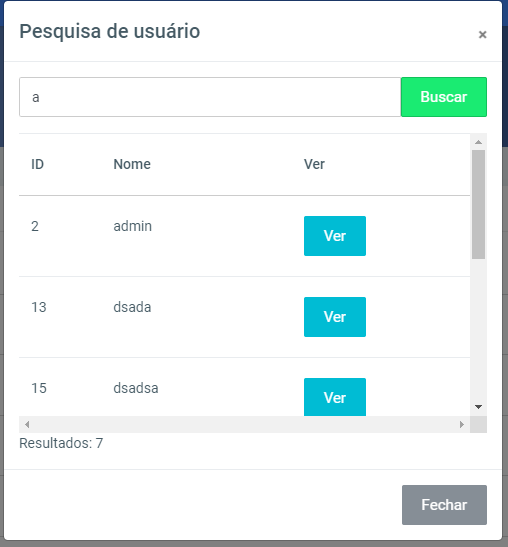 Pesquisa de usuário
×
a Buscar
ID Nome Ver
2 admin Ver
13 dsada Ver
15 dsadsa Ver
Resultados: 7
Fechar